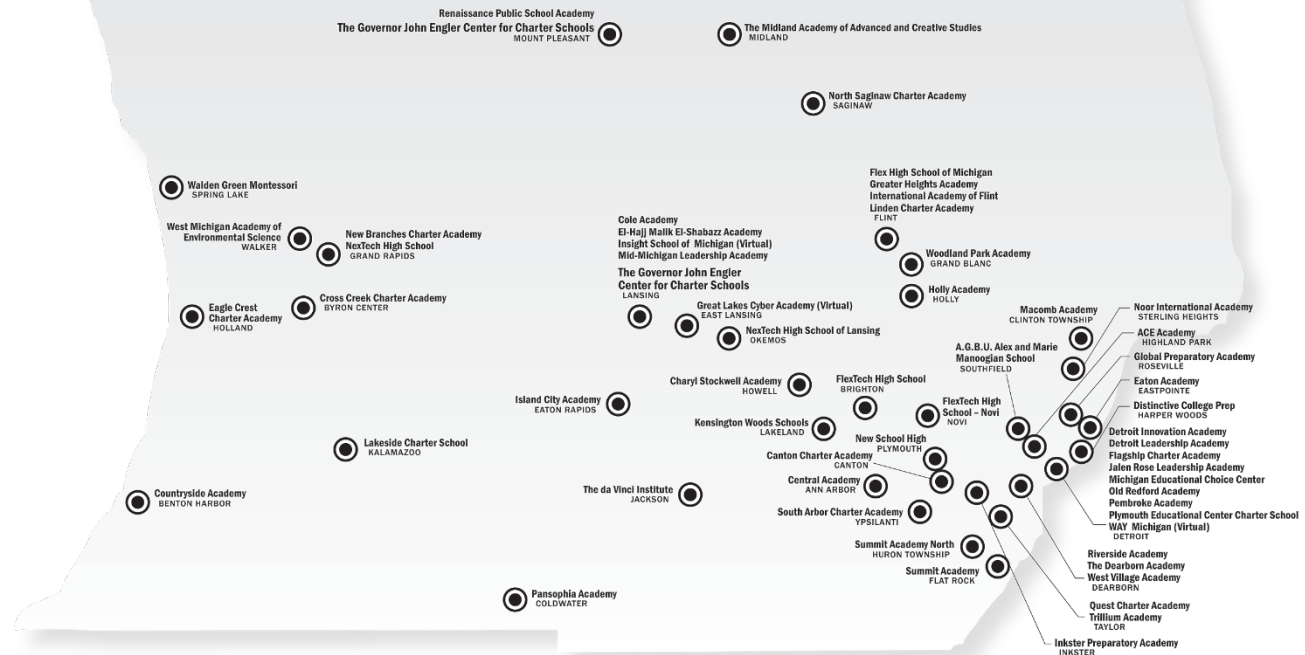 Renaissance Public School Academy
The Governor John Engler Center for Charter Schools
MOUNT PLEASANT
The Midland Academy of Advanced and Creative Studies
MIDLAND
North Saginaw Charter Academy
SAGINAW
Walden Green Montessori
SPRING LAKE
West Michigan Academy of
Environmental Science
WALKER
New Branches Charter Academy
NexTech High School
GRAND RAPIDS
Eagle Crest
Charter Academy
HOLLAND
Cross Creek Charter Academy
BYRON CENTER
Cole Academy
El-Hajj Malik El-Shabazz Academy
Insight School of Michigan (Virtual)
Mid-Michigan Leadership Academy
The Governor John Engler
Center for Charter Schools
LANSING
Great Lakes Cyber Academy (Virtual)
EAST LANSING
NexTech High School of Lansing
OKEMOS
Flex High School of Michigan
Greater Heights Academy
International Academy of Flint
Linden Charter Academy
FLINT
Woodland Park Academy
GRAND BLANC
Holly Academy
HOLLY
Macomb Academy
CLINTON TOWNSHIP
Noor International Academy
STERLING HEIGHTS
ACE Academy
HIGHLAND PARK
A.G.B.U. Alex and Marie
Manoogian School
SOUTHFIELD
Global Preparatory Academy
ROSEVILLE
Eaton Academy
EASTPOINTE
Distinctive College Prep
HARPER WOODS
Charyl Stockwell Academy
HOWELL
FlexTech High School
BRIGHTON
FlexTech High
School – Novi
NOVI
Island City Academy
EATON RAPIDS
Kensington Woods Schools
LAKELAND
New School High
PLYMOUTH
Lakeside Charter School
KALAMAZOO
Canton Charter Academy
CANTON
Central Academy
ANN ARBOR
Countryside Academy
BENTON HARBOR
The da Vinci Institute
JACKSON
South Arbor Charter Academy
YPSILANTI
Detroit Innovation Academy
Detroit Leadership Academy
Flagship Charter Academy
Jalen Rose Leadership Academy
Michigan Educational Choice Center
Old Redford Academy
Pembroke Academy
Plymouth Educational Center Charter School
WAY Michigan (Virtual)
DETROIT
Summit Academy North
HURON TOWNSHIP
Summit Academy
FLAT ROCK
Riverside Academy
The Dearborn Academy
West Village Academy
DEARBORN
Pansophia Academy
COLDWATER
Quest Charter Academy
Trillium Academy
TAYLOR
Inkster Preparatory Academy
INKSTER